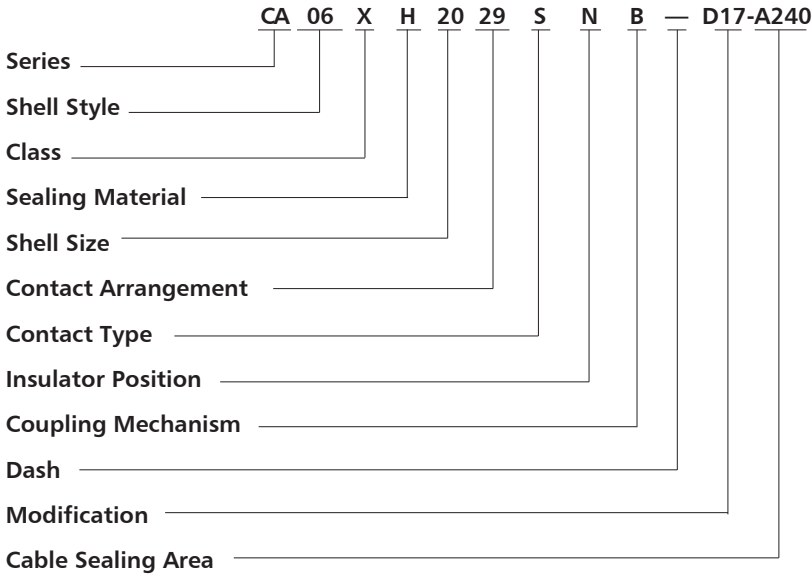 CA 06 X H 20 29 S N B — D17-A240
Series
Shell Style
Class
Sealing Material
Shell Size
Contact Arrangement
Contact Type
Insulator Position
Coupling Mechanism
Dash
Modification
Cable Sealing Area